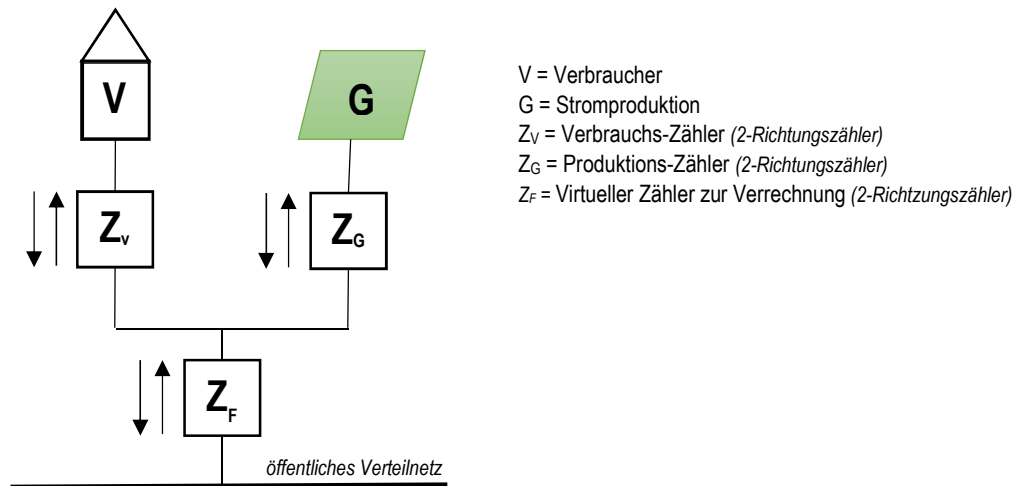 V
G
V = Verbraucher
G = Stromproduktion
ZV = Verbrauchs-Zähler (2-Richtungszähler)
ZG = Produktions-Zähler (2-Richtungszähler)
ZF = Virtueller Zähler zur Verrechnung (2-Richtzungszähler)
Zv
ZG
ZF
öffentliches Verteilnetz